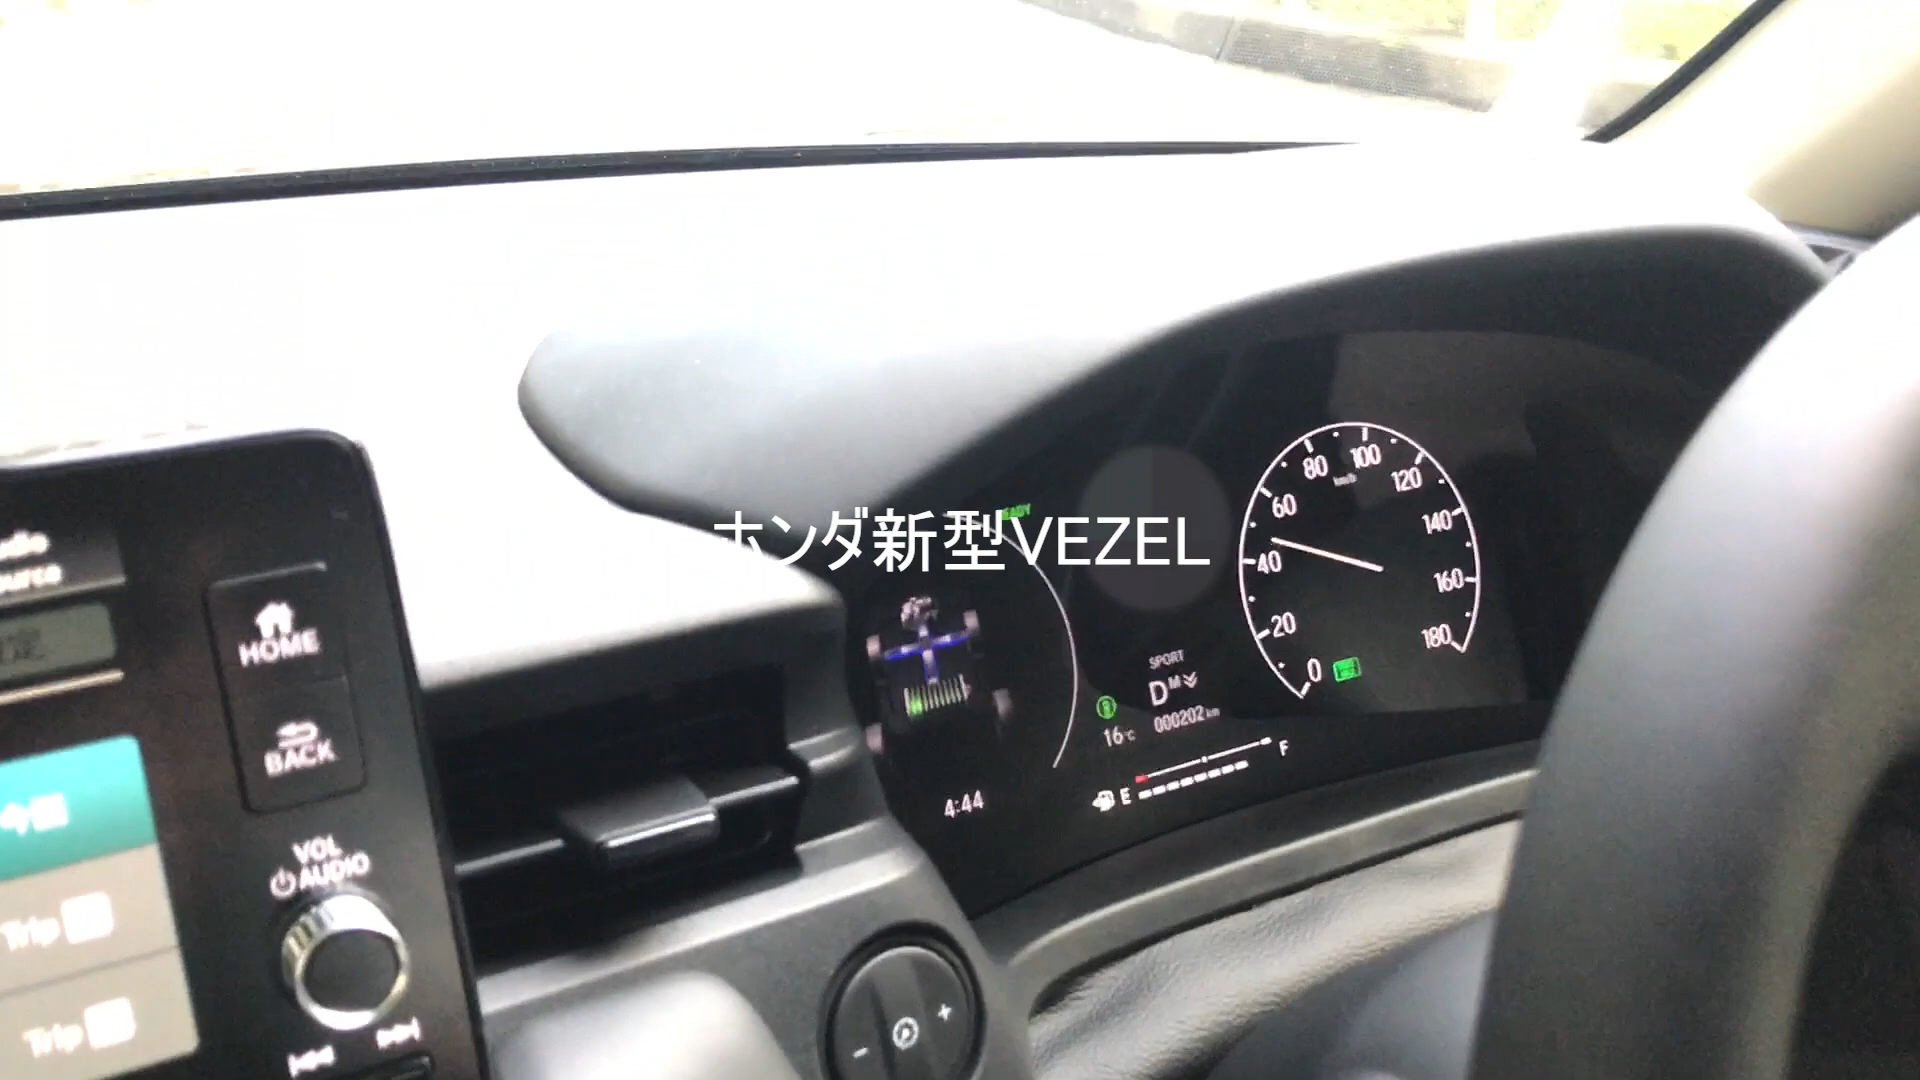 ホンダ新型VEZEL
HOME
BACK
VOL
AUDIO
Trip
Trip
4:44
16°C
SPORT
D M
000202 km
E
F
0
20
40
60
80
100
120
140
160
180
km/h
-
+